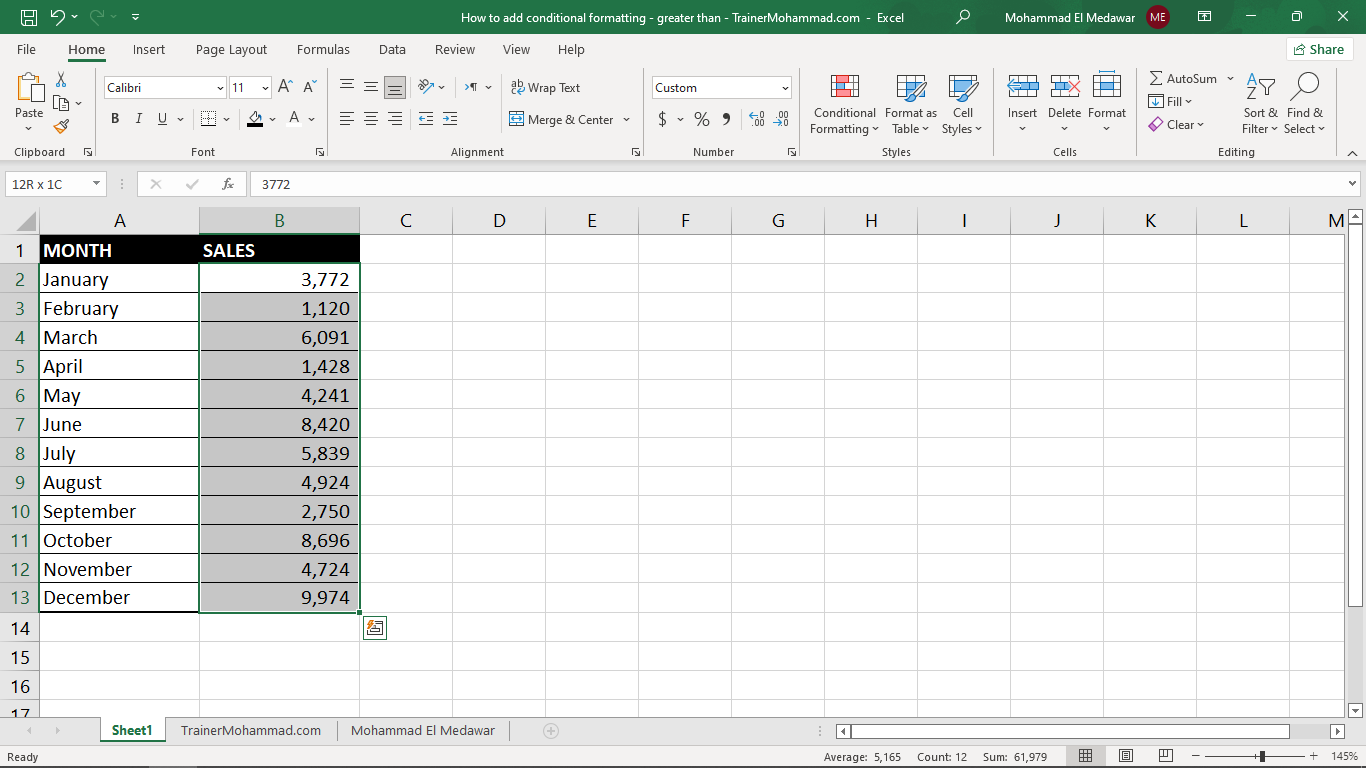 How to add conditional formatting - greater than - TrainerMohammad.com - Excel
Mohammad El Medawar ME
File Home Insert Page Layout Formulas Data Review View Help Share
Paste
Clipboard
Calibri 11
B I U
Font
Wrap Text
Merge & Center
Alignment
Custom
$ %
Number
Conditional Formatting
Format as Table
Cell Styles
Styles
Insert Delete Format
Cells
AutoSum
Fill
Clear
Sort & Filter
Find & Select
Editing
12R x 1C fx 3772
A B C D E F G H I J K L M
1 MONTH SALES
2 January 3,772
3 February 1,120
4 March 6,091
5 April 1,428
6 May 4,241
7 June 8,420
8 July 5,839
9 August 4,924
10 September 2,750
11 October 8,696
12 November 4,724
13 December 9,974
14
15
16
17
Sheet1 TrainerMohammad.com Mohammad El Medawar
Ready Average: 5,165 Count: 12 Sum: 61,979 145%